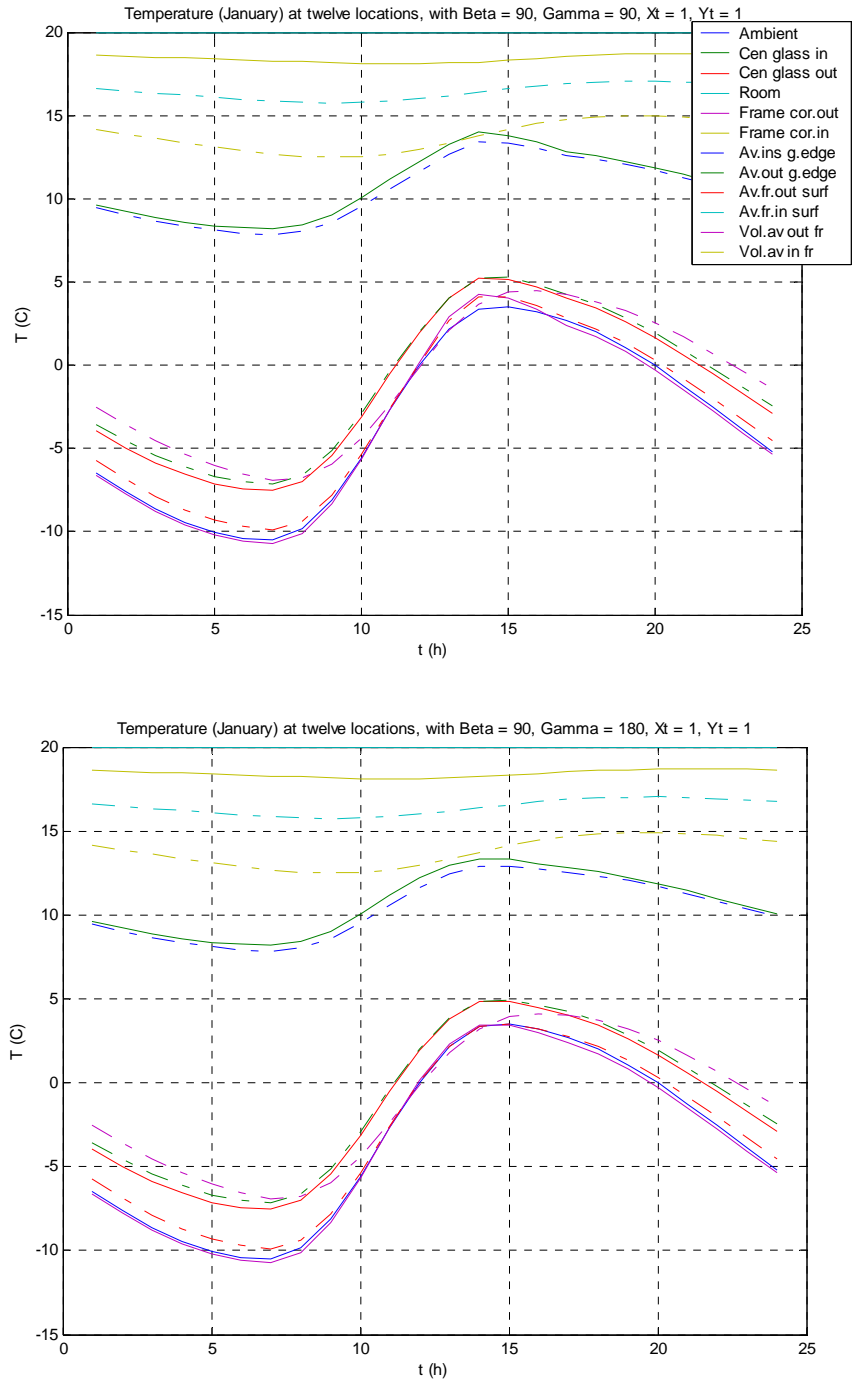 Temperature (January) at twelve locations, with Beta = 90, Gamma = 90, Xt = 1, Yt = 1
20
15
10
5
0
-5
-10
-15
T (C)
0
5
10
15
20
25
t (h)
Ambient
Cen glass in
Cen glass out
Room
Frame cor.out
Frame cor.in
Av.ins g.edge
Av.out g.edge
Av.fr.out surf
Av.fr.in surf
Vol.av out fr
Vol.av in fr
Temperature (January) at twelve locations, with Beta = 90, Gamma = 180, Xt = 1, Yt = 1
20
15
10
5
0
-5
-10
-15
T (C)
0
5
10
15
20
25
t (h)